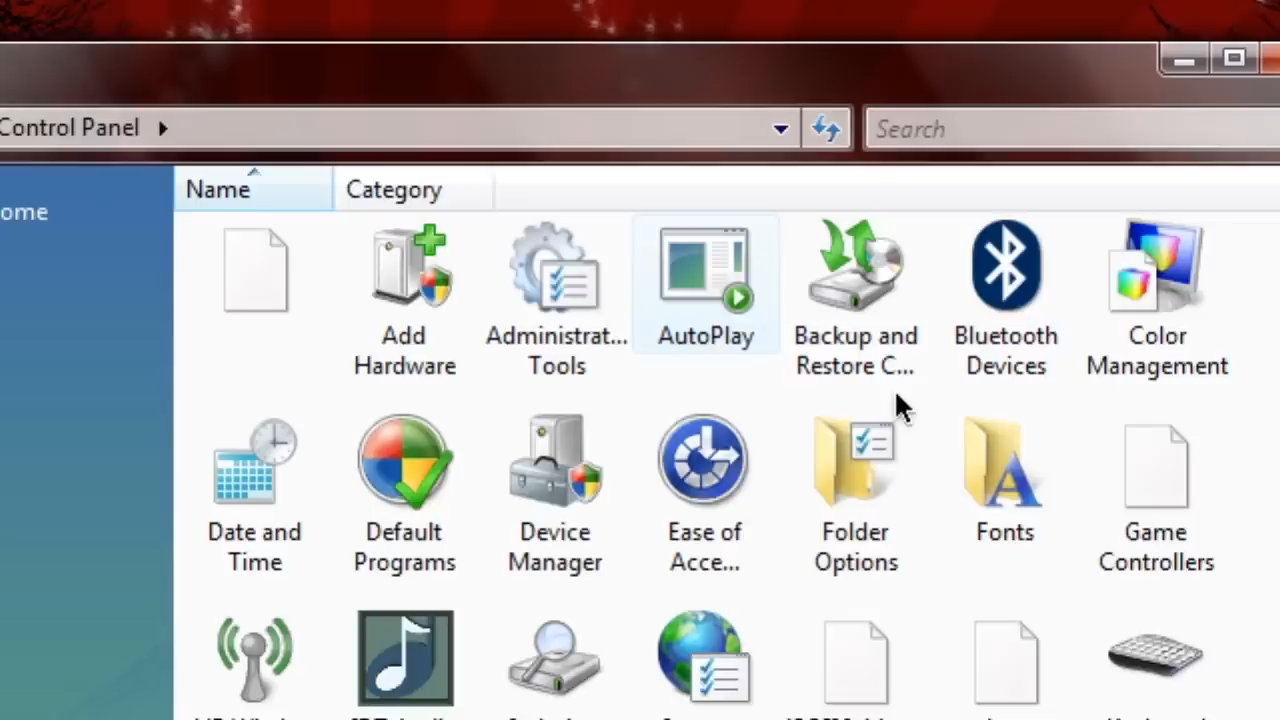 Control Panel
Search
ome
Name Category
Add Hardware
Administrat... Tools
AutoPlay
Backup and Restore C...
Bluetooth Devices
Color Management
Date and Time
Default Programs
Device Manager
Ease of Acce...
Folder Options
Fonts
Game Controllers